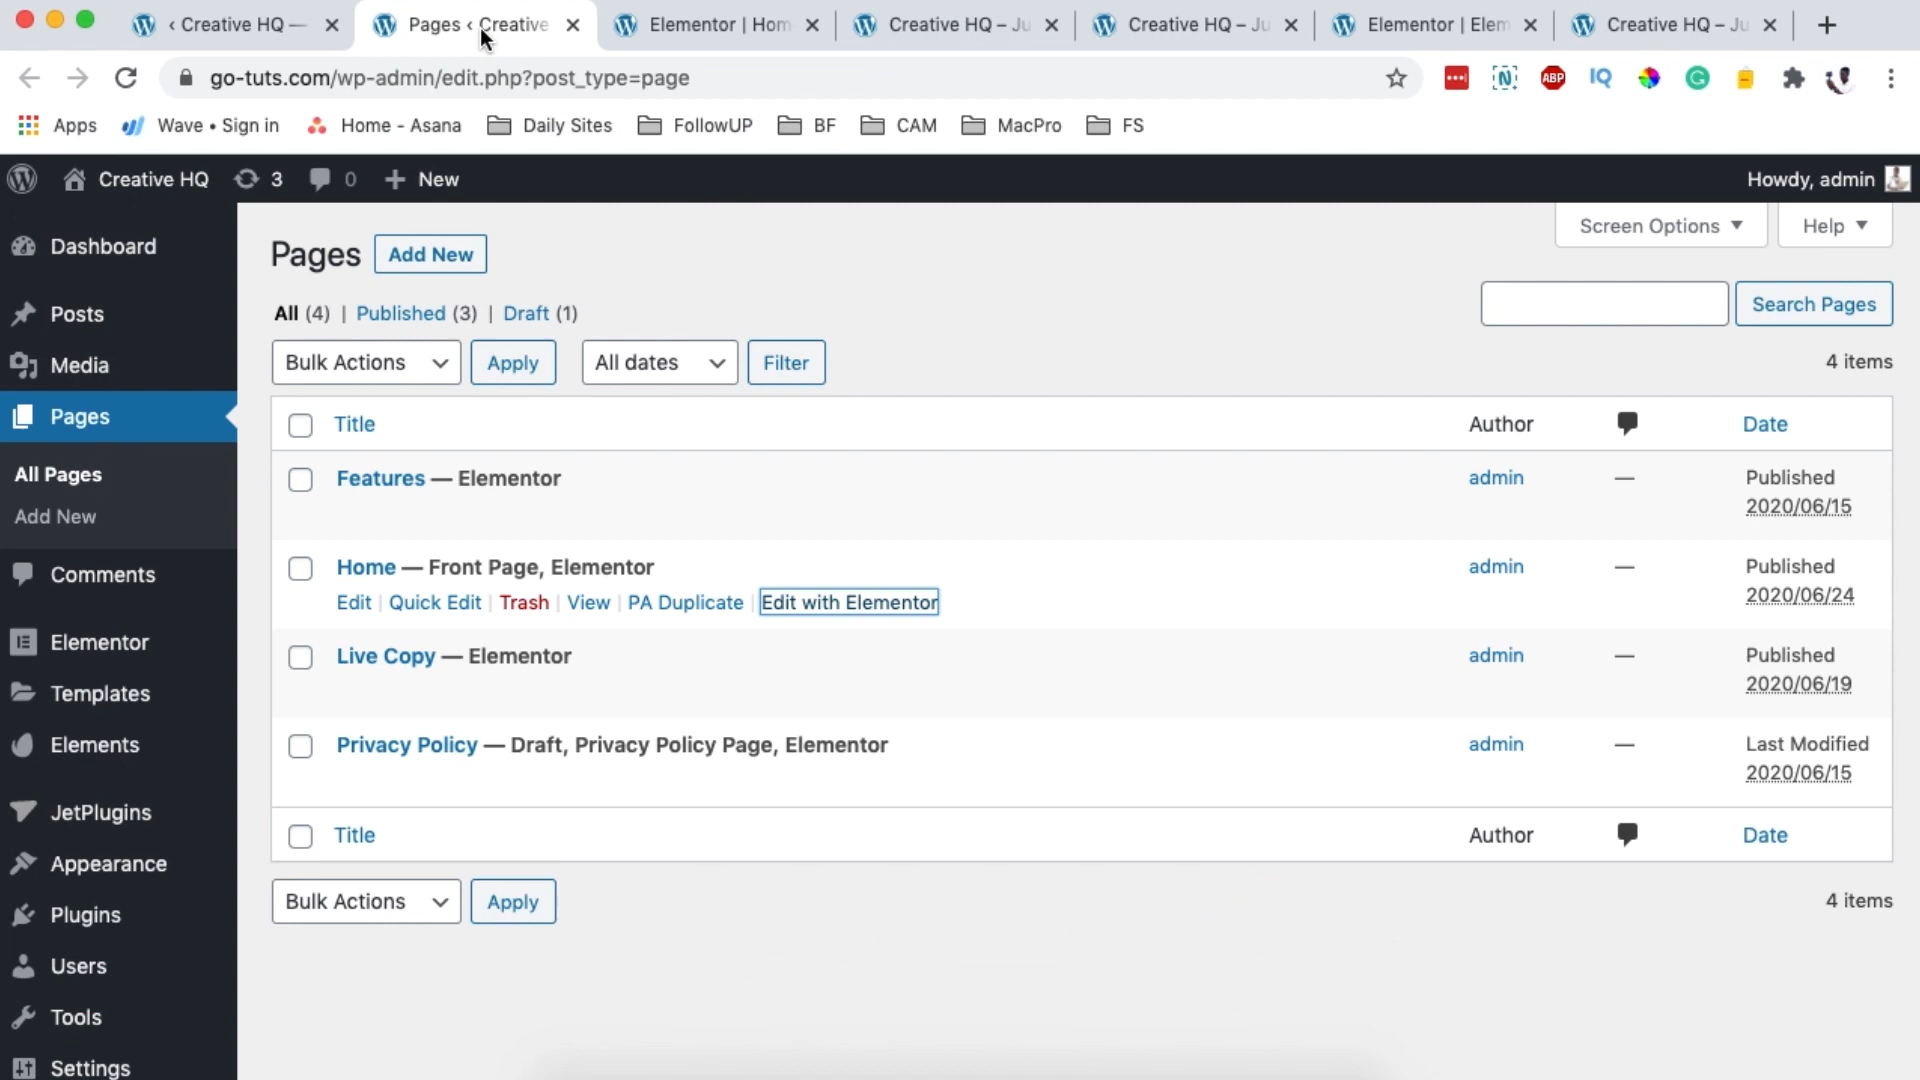 ‹ Creative HQ —
Pages ‹ Creative
Elementor | Hom
Creative HQ – Ju
Creative HQ – Ju
Elementor | Elem
Creative HQ – Ju
go-tuts.com/wp-admin/edit.php?post_type=page
ABP
IQ
Apps
Wave • Sign in
Home - Asana
Daily Sites
FollowUP
BF
CAM
MacPro
FS
Creative HQ
3
0
New
Howdy, admin
Dashboard
Posts
Media
Pages
All Pages
Add New
Comments
Elementor
Templates
Elements
JetPlugins
Appearance
Plugins
Users
Tools
Settings
Screen Options
Help
Pages
Add New
All (4) | Published (3) | Draft (1)
Search Pages
Bulk Actions
Apply
All dates
Filter
4 items
Title
Author
Date
Features — Elementor
admin
—
Published
2020/06/15
Home — Front Page, Elementor
Edit | Quick Edit | Trash | View | PA Duplicate | Edit with Elementor
admin
—
Published
2020/06/24
Live Copy — Elementor
admin
—
Published
2020/06/19
Privacy Policy — Draft, Privacy Policy Page, Elementor
admin
—
Last Modified
2020/06/15
Title
Author
Date
Bulk Actions
Apply
4 items